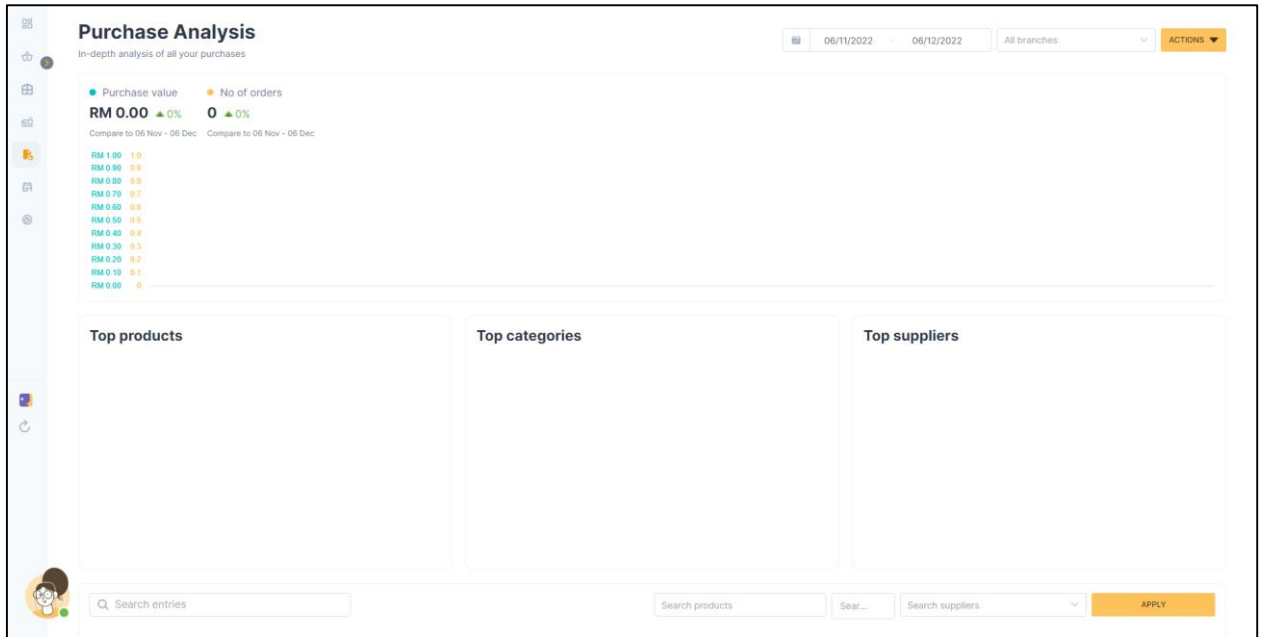 Purchase Analysis
In-depth analysis of all your purchases
06/11/2022 – 06/12/2022 All branches ACTIONS
Purchase value No of orders
RM 0.00 0% 0 0%
Compare to 06 Nov - 06 Dec Compare to 06 Nov - 06 Dec
RM 1.00 1.0
RM 0.90 0.9
RM 0.80 0.8
RM 0.70 0.7
RM 0.60 0.6
RM 0.50 0.5
RM 0.40 0.4
RM 0.30 0.3
RM 0.20 0.2
RM 0.10 0.1
RM 0.00 0
Top products Top categories Top suppliers
Search entries Search products Sear... Search suppliers APPLY